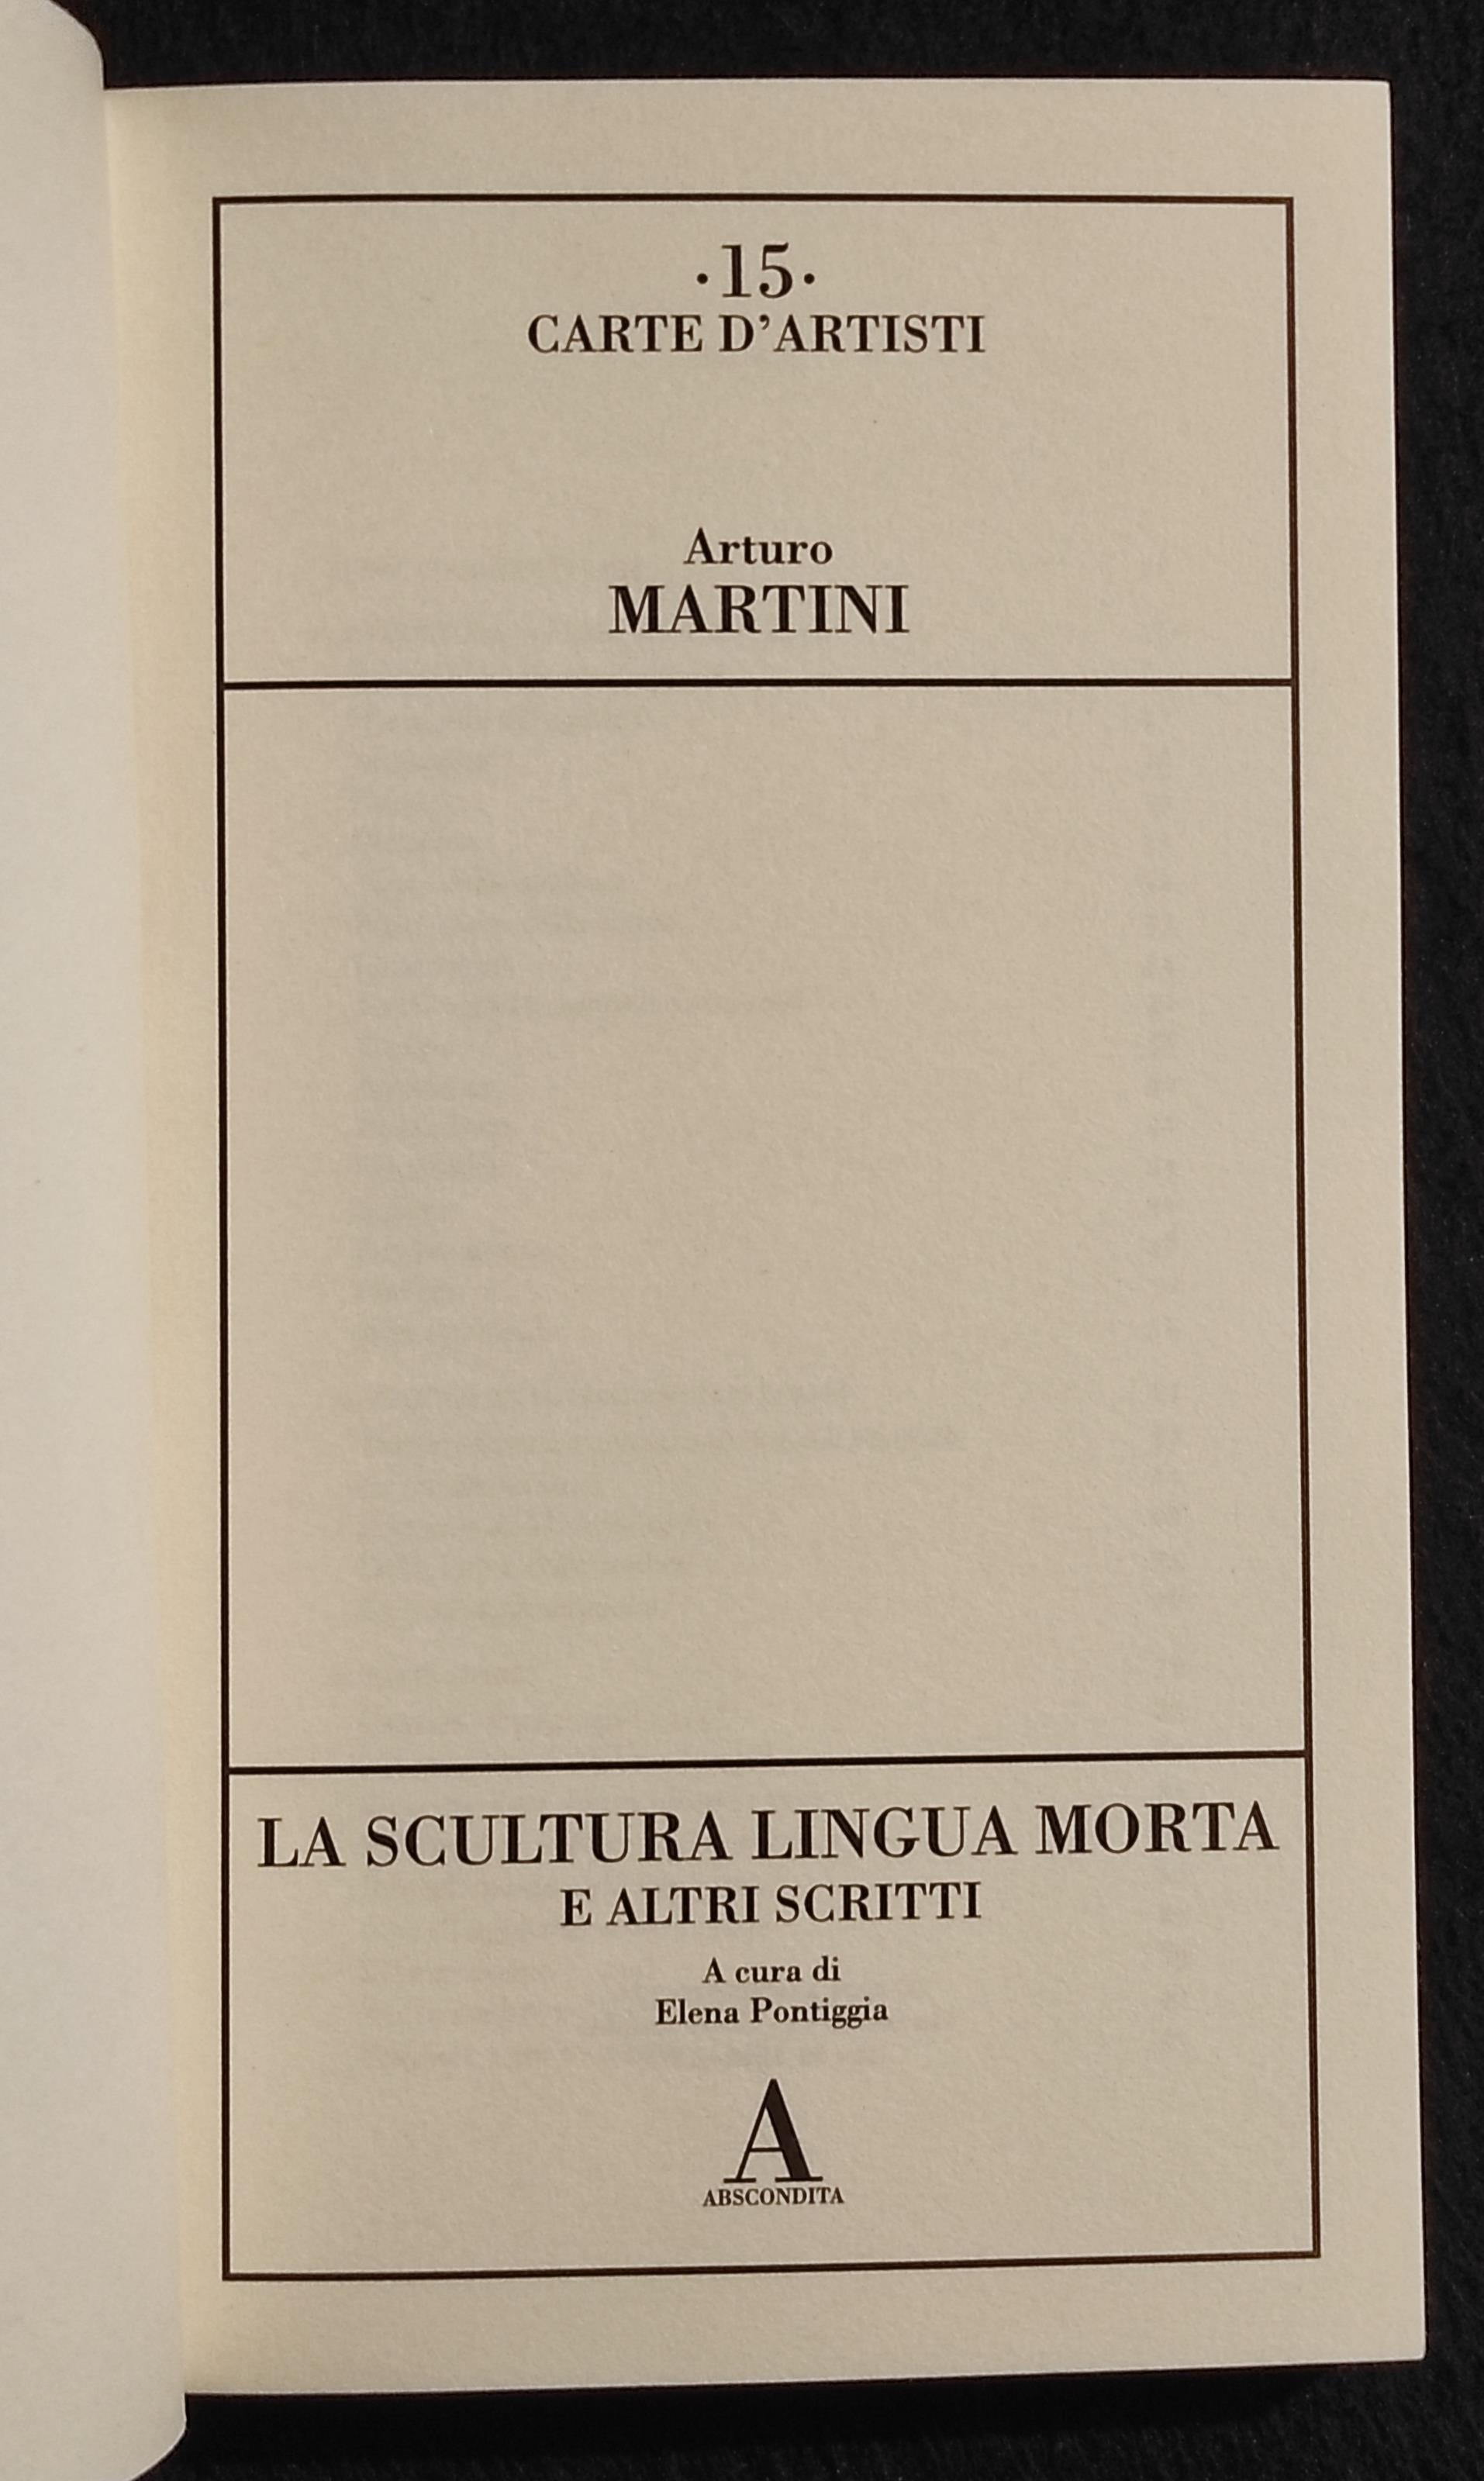 ·15·
CARTE D’ARTISTI
Arturo
MARTINI
LA SCULTURA LINGUA MORTA
E ALTRI SCRITTI
A cura di
Elena Pontiggia
A
ABSCONDITA